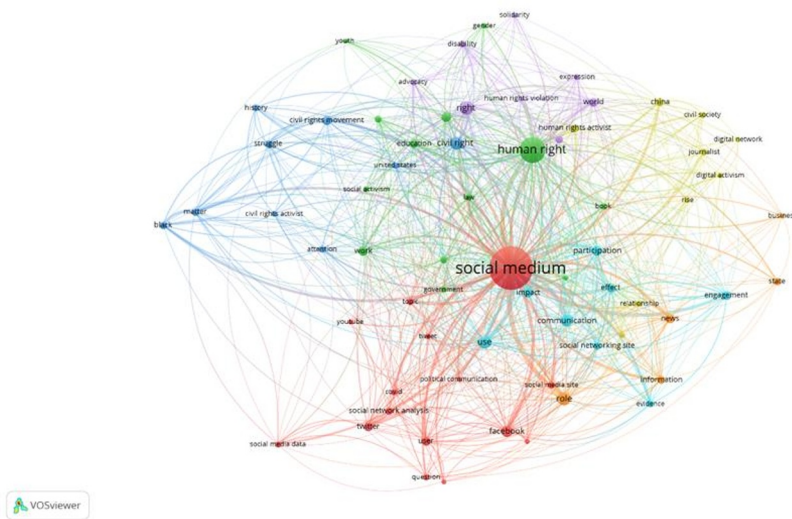 solidarity
gender
youth
disability
expression
advocacy
human rights violation
world
china
history
right
civil rights movement
civil society
human rights activist
digital network
struggle
education
civil right
human right
journalist
united states
digital activism
social activism
law
rise
book
matter
civil rights activist
busines
black
attention
work
participation
social medium
state
government
impact
effect
engagement
topic
relationship
youtube
communication
news
tweet
use
social networking site
political communication
social media site
information
covid
role
evidence
social network analysis
twitter
facebook
social media data
user
question
VOSviewer